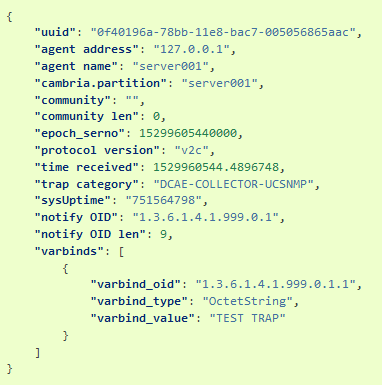 {
"uuid": "0f40196a-78bb-11e8-bac7-005056865aac",
"agent address": "127.0.0.1",
"agent name": "server001",
"cambria.partition": "server001",
"community": "",
"community len": 0,
"epoch_serno": 15299605440000,
"protocol version": "v2c",
"time received": 1529960544.4896748,
"trap category": "DCAE-COLLECTOR-UCSNMP",
"sysUptime": "751564798",
"notify OID": "1.3.6.1.4.1.999.0.1",
"notify OID len": 9,
"varbinds": [
{
"varbind_oid": "1.3.6.1.4.1.999.0.1.1",
"varbind_type": "OctetString",
"varbind_value": "TEST TRAP"
}
]
}